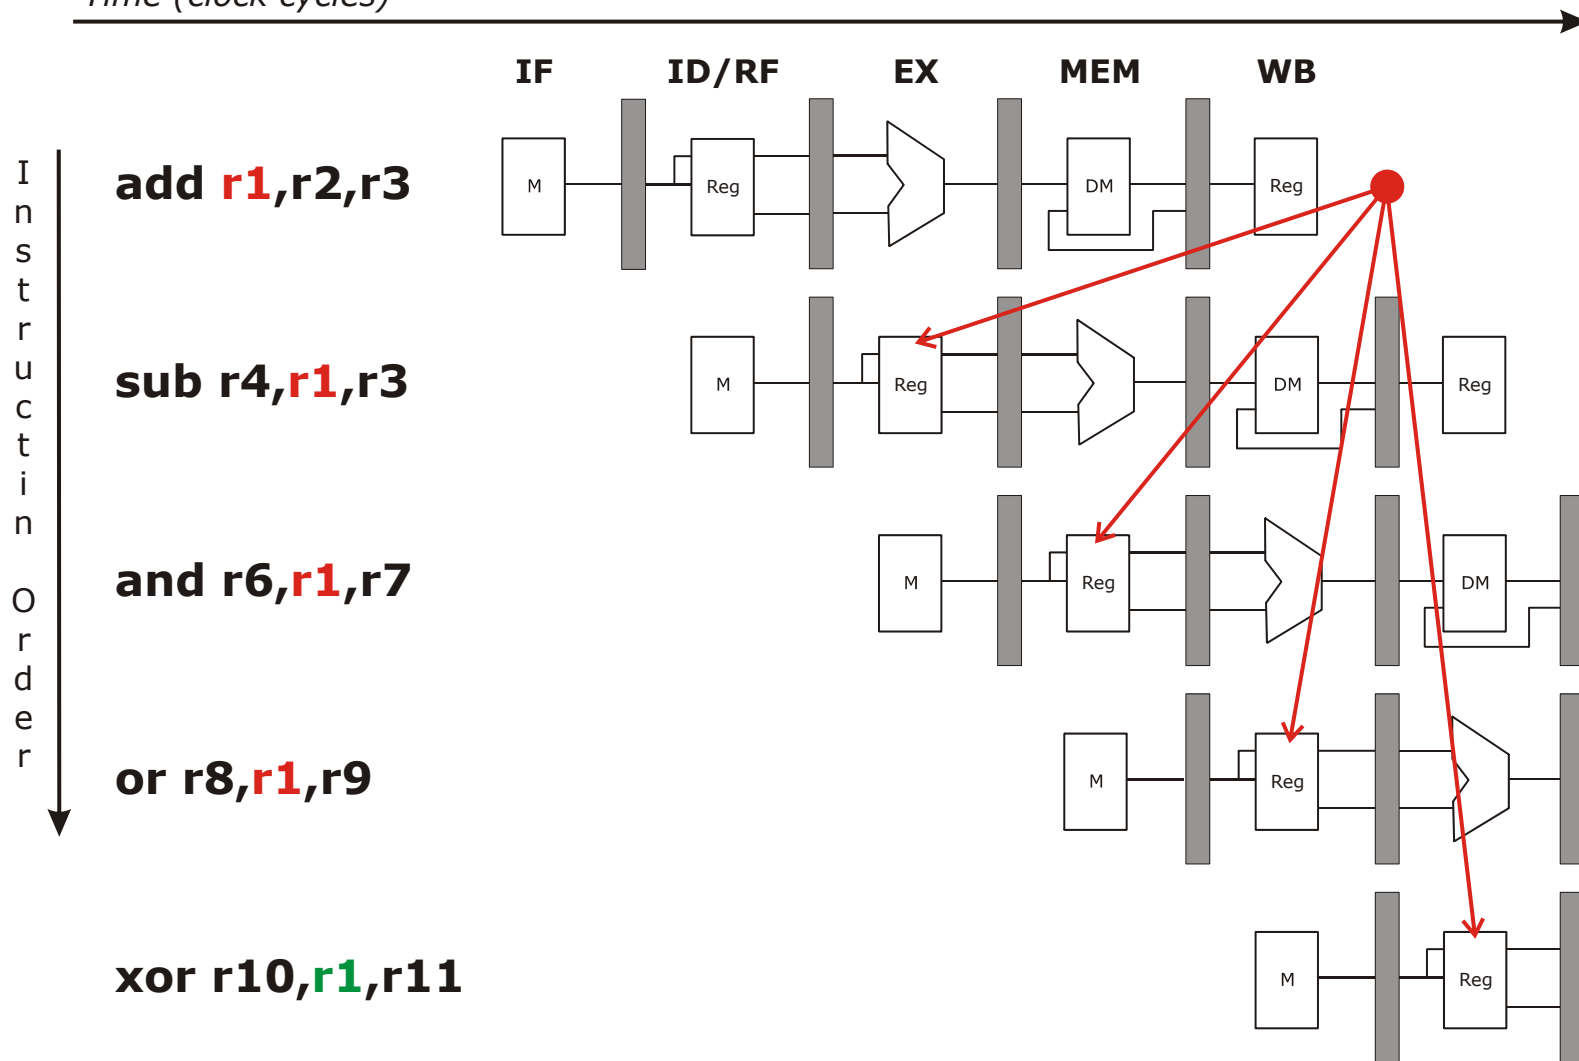 Time (clock cycles)
IF ID/RF EX MEM WB
Instructin Order
add r1,r2,r3
M Reg DM Reg
sub r4,r1,r3
M Reg DM Reg
and r6,r1,r7
M Reg DM
or r8,r1,r9
M Reg
xor r10,r1,r11
M Reg